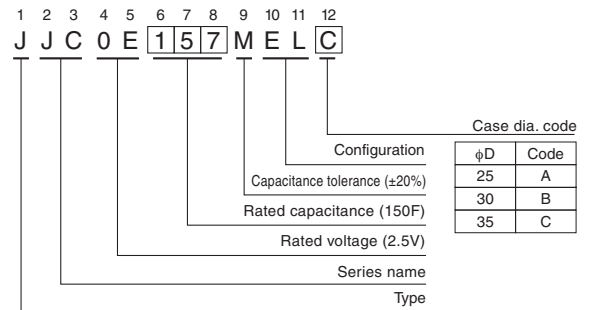 1 2 3 4 5 6 7 8 9 10 11 12
J J C 0 E 1 5 7 M E L C
Case dia. code
Configuration
Capacitance tolerance (±20%)
Rated capacitance (150F)
Rated voltage (2.5V)
Series name
Type
ϕD Code
25 A
30 B
35 C